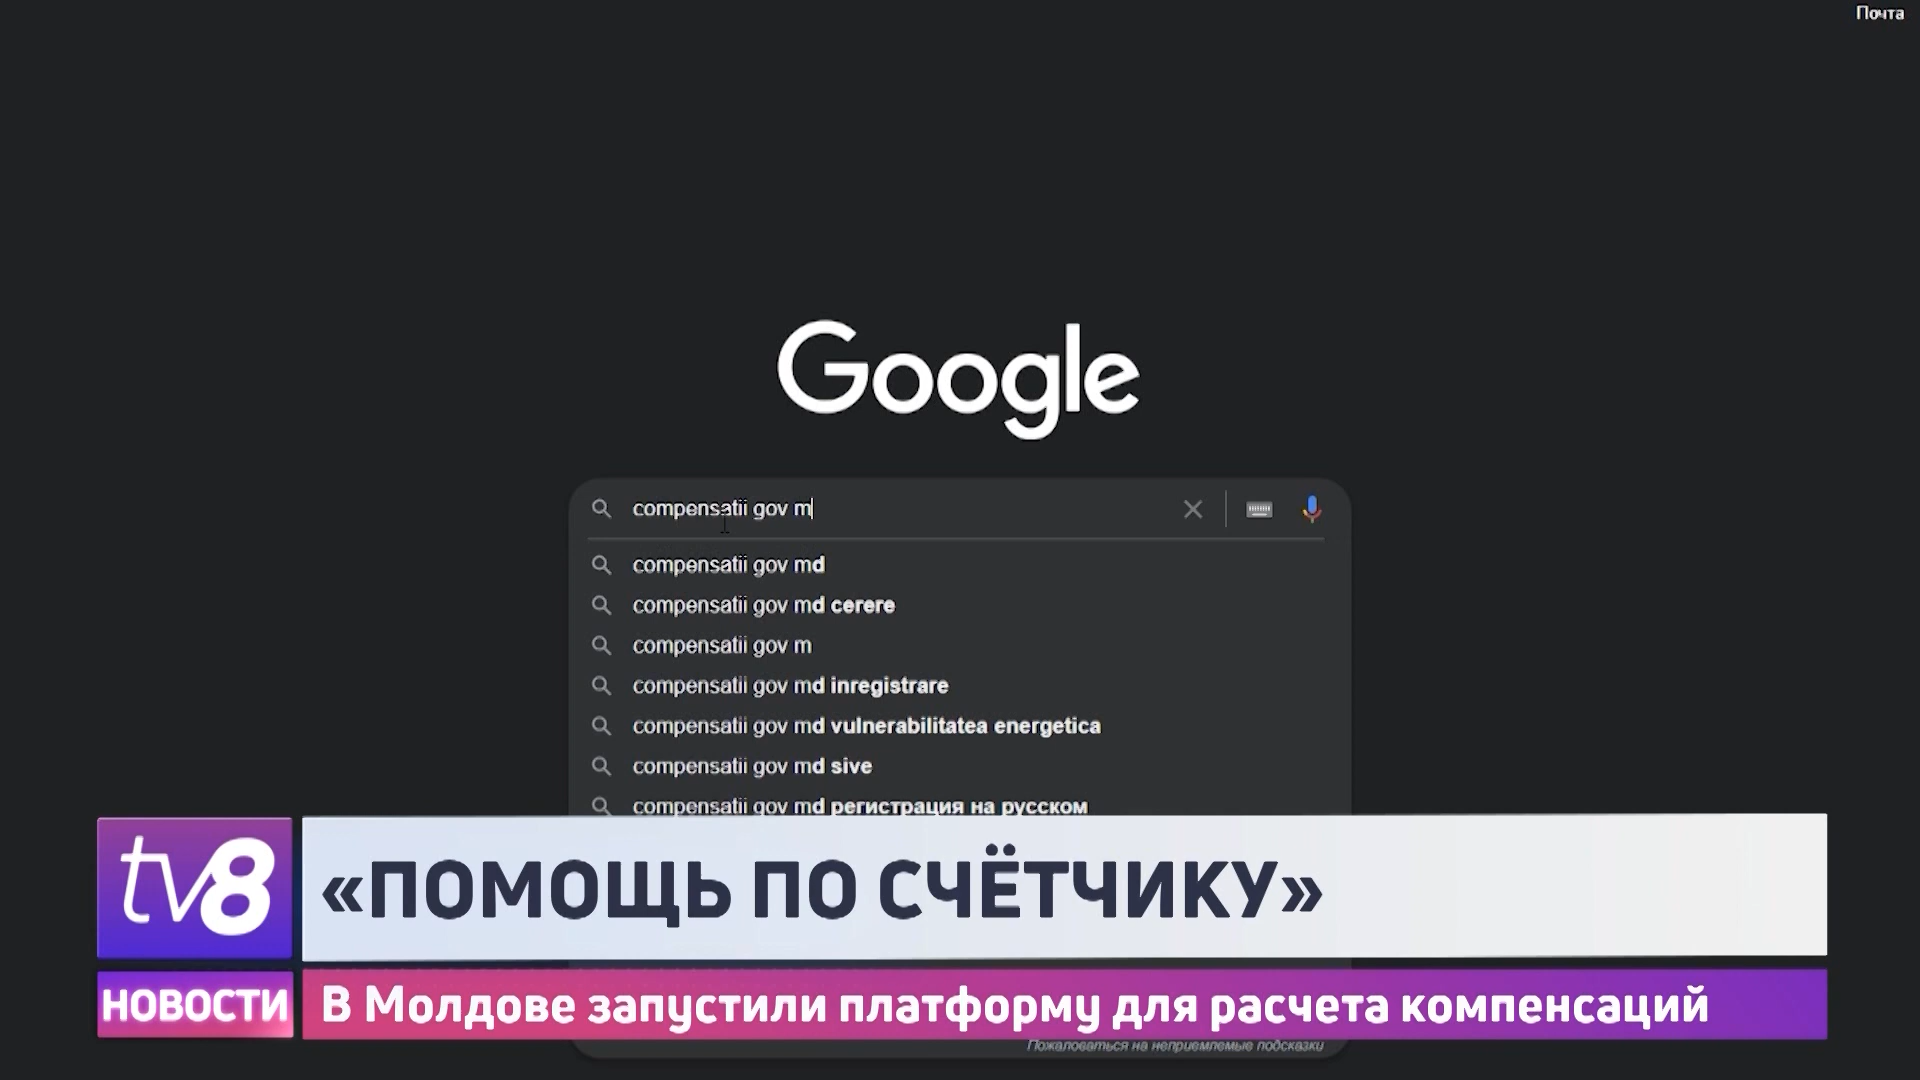 Почта
Google
compensatii gov m
compensatii gov md
compensatii gov md cerere
compensatii gov m
compensatii gov md inregistrare
compensatii gov md vulnerabilitatea energetica
compensatii gov md sive
compensatii gov md регистрация на русском
tv8
«ПОМОЩЬ ПО СЧЁТЧИКУ»
НОВОСТИ
В Молдове запустили платформу для расчета компенсаций
Пожаловаться на неприемлемые подсказки